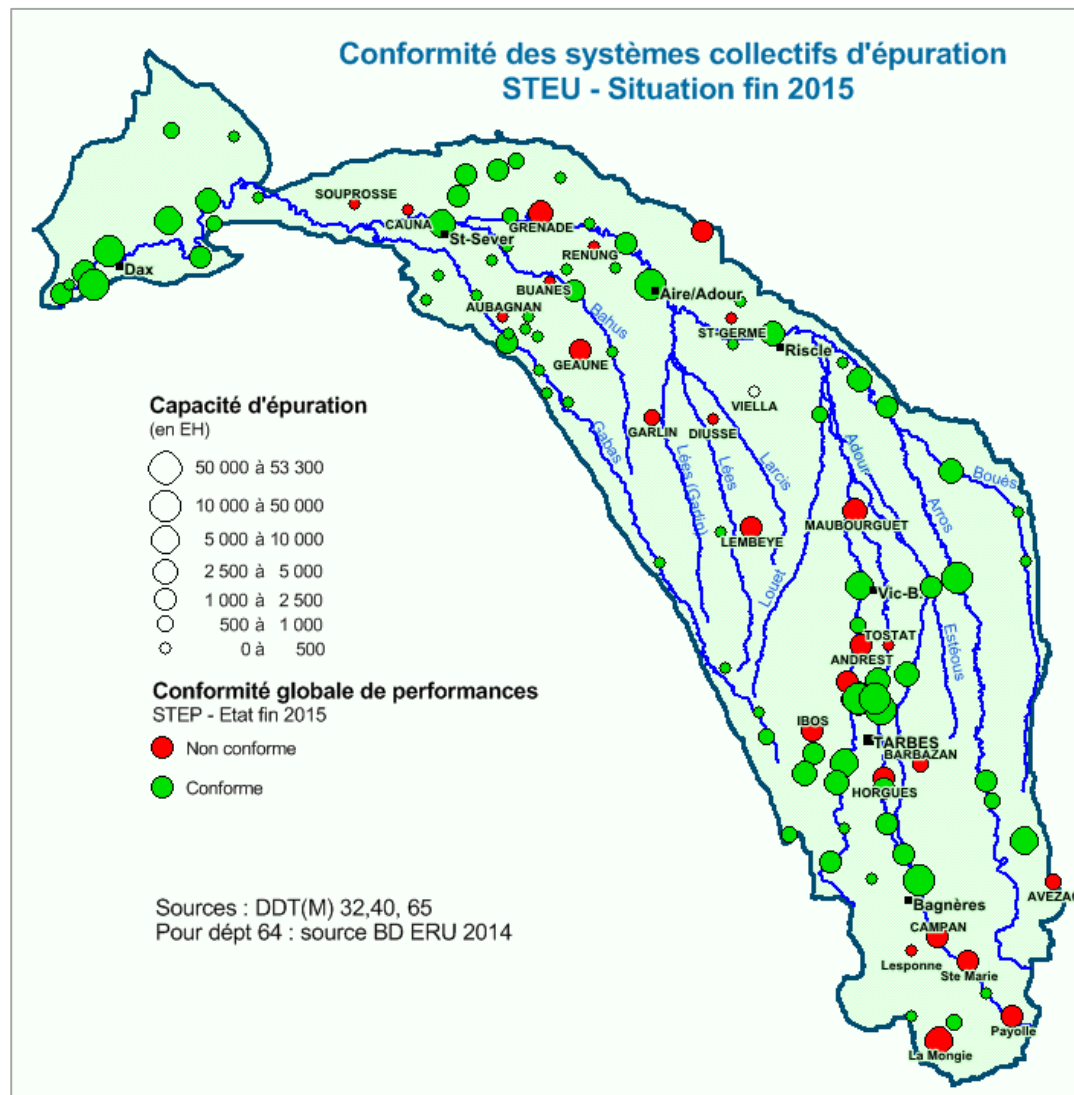 Conformité des systèmes collectifs d'épuration
STEU - Situation fin 2015
SOUPROSSE
CAUNA
St-Sever
GRENADE
RENUNG
Dax
BUANES
Aire/Adour
AUBAGNAN
Bahus
ST-GERME
Riscle
GEAUNE
VIELLA
GARLIN
DIUSSE
Gabas
Lées (Garlin)
Lées
Larcis
Adour
Bouès
Arros
MAUBOURGUET
LEMBEYE
Louet
Vic-B.
Estéous
TOSTAT
ANDREST
IBOS
TARBES
BARBAZAN
HORGUES
AVEZAC
Bagnères
CAMPAN
Lesponne
Ste Marie
Payolle
La Mongie
Capacité d'épuration
(en EH)
50 000 à 53 300
10 000 à 50 000
5 000 à 10 000
2 500 à 5 000
1 000 à 2 500
500 à 1 000
0 à 500
Conformité globale de performances
STEP - Etat fin 2015
Non conforme
Conforme
Sources : DDT(M) 32,40, 65
Pour dépt 64 : source BD ERU 2014